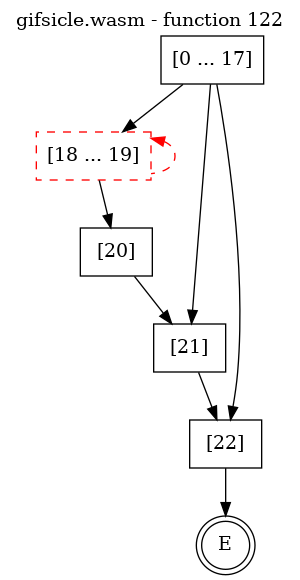 gifsicle.wasm - function 122
[0 ... 17]
[18 ... 19]
[20]
[21]
[22]
E